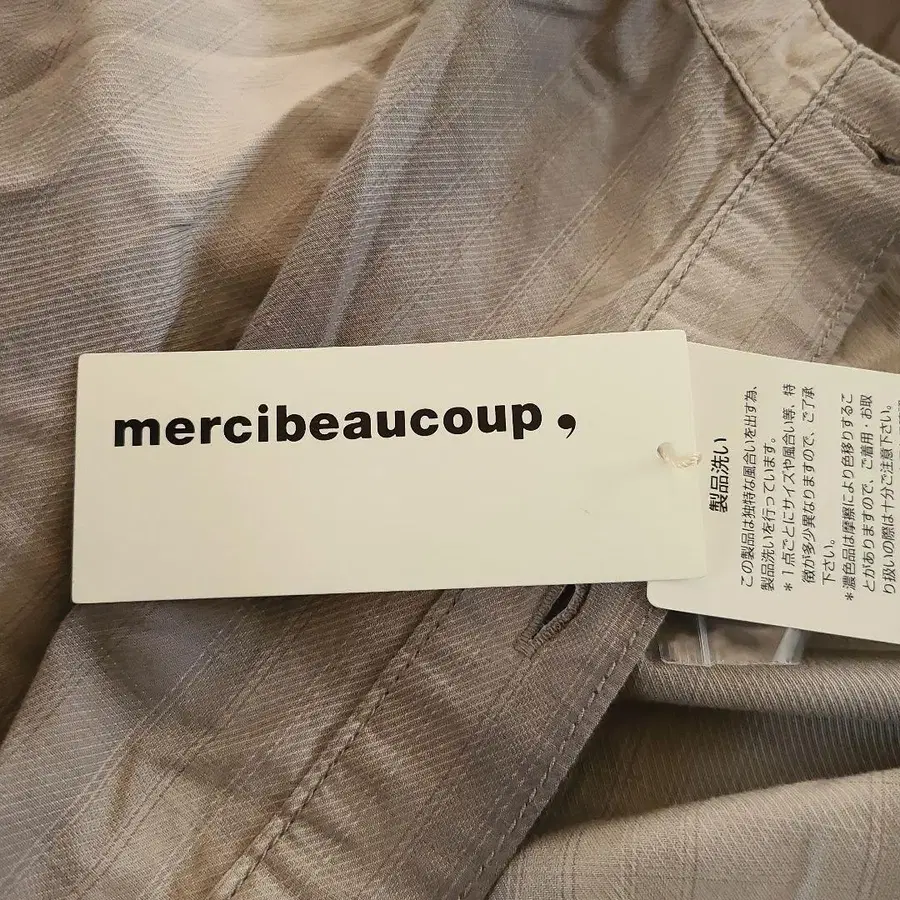 mercibeaucoup,
製品洗い
この製品は独特な風合いを出す為、
製品洗いを行っています。
* 1点ごとにサイズや風合い等、特
徴が多少異なりますので、ご了承
下さい。
*濃色品は摩擦により色移りするこ
とがありますので、ご着用・お取
り扱いの際は十分ご注意下さい。